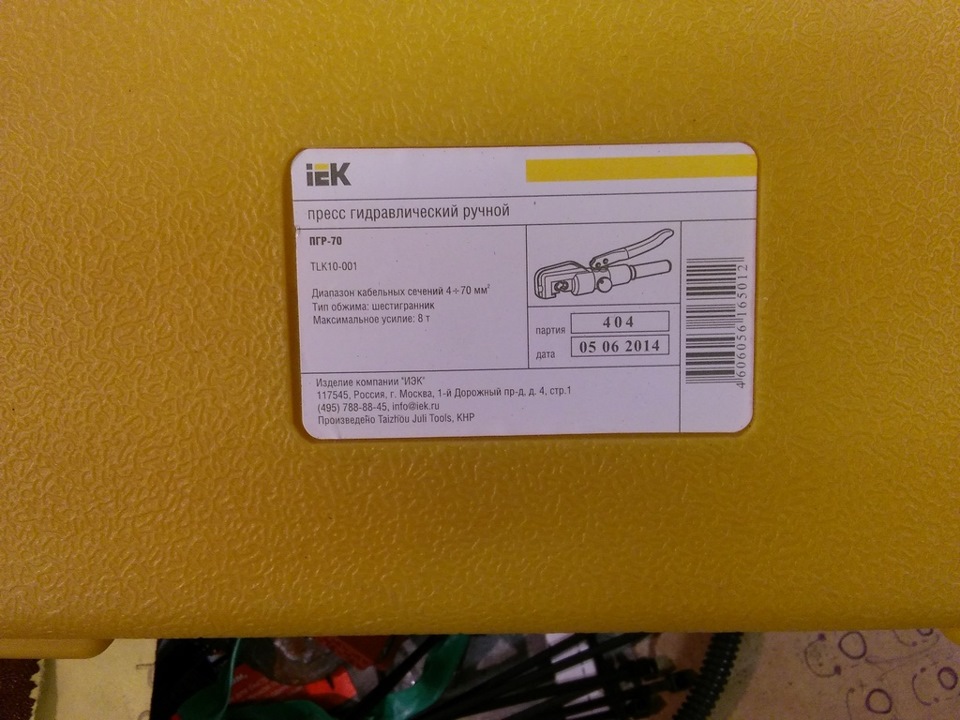 iEK
пресс гидравлический ручной
ПГР-70
TLK10-001
Диапазон кабельных сечений 4÷70 мм²
Тип обжима: шестигранник
Максимальное усилие: 8 т
партия 404
дата 05 06 2014
Изделие компании "ИЭК"
117545, Россия, г. Москва, 1-й Дорожный пр-д, д. 4, стр.1
(495) 788-88-45, info@iek.ru
Произведено Taizhou Juli Tools, КНР
4606056165012